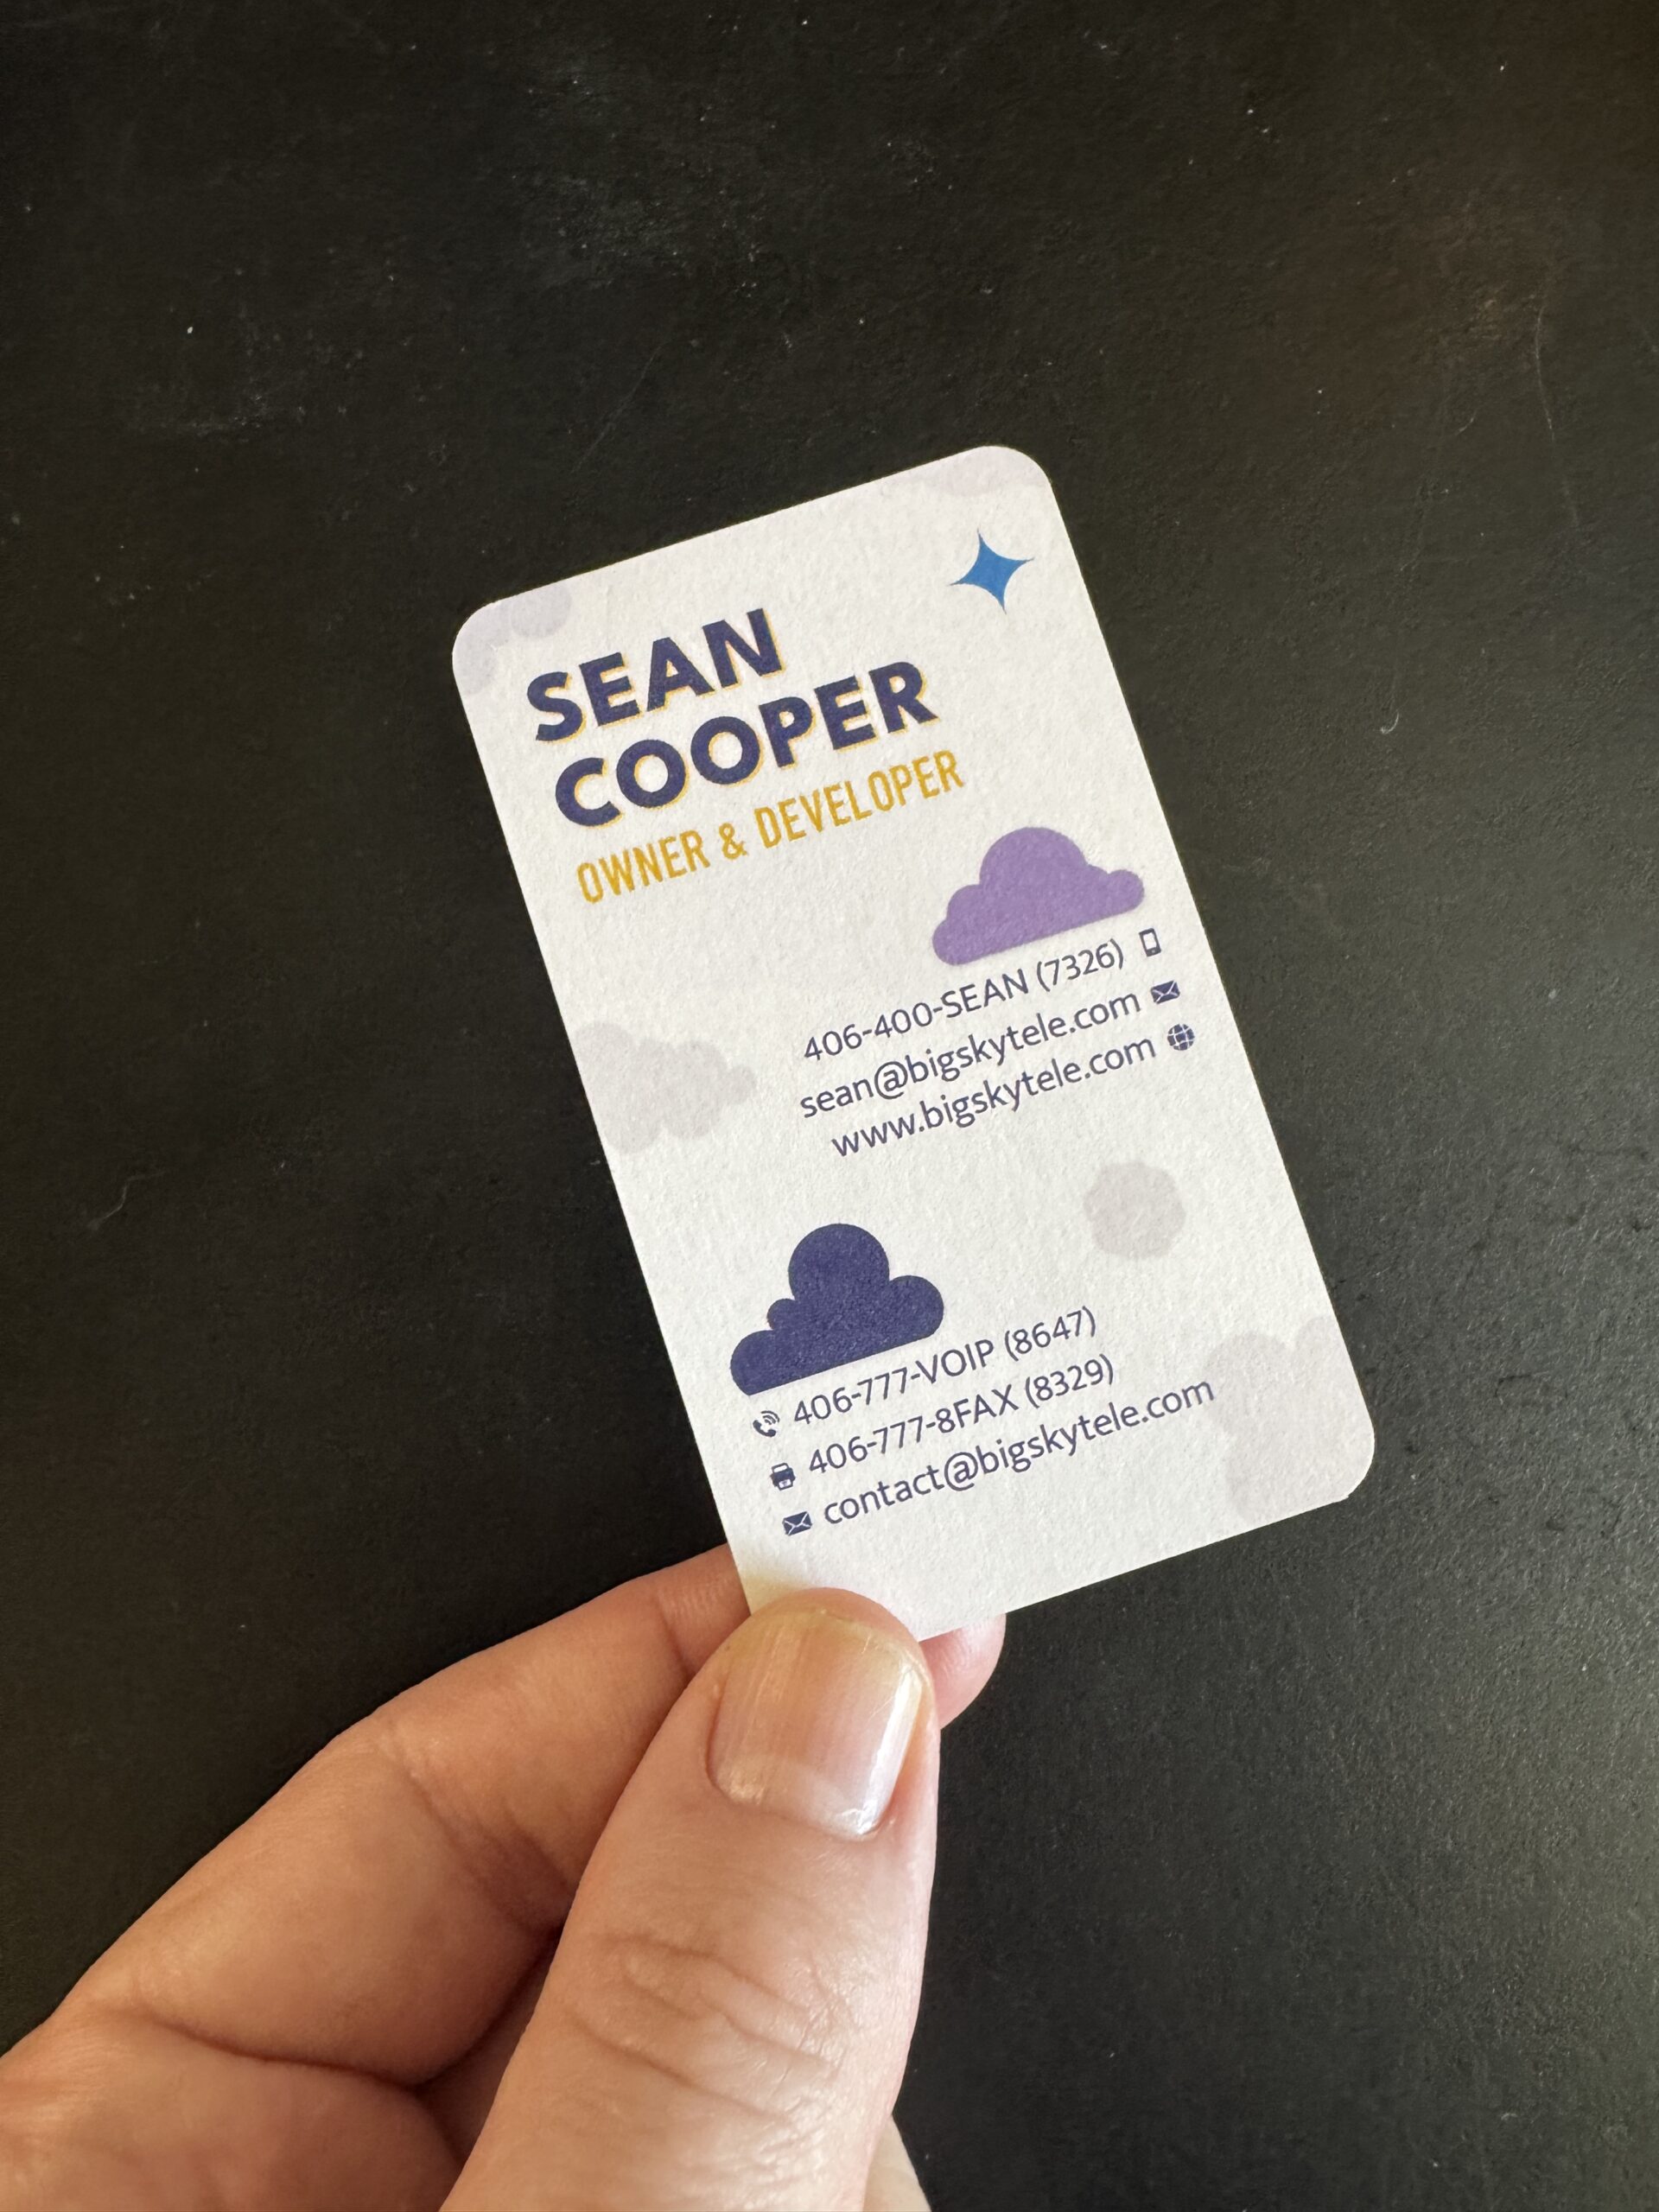 SEAN
COOPER
OWNER & DEVELOPER
406-400-SEAN (7326)
sean@bigskytele.com
www.bigskytele.com
406-777-VOIP (8647)
406-777-8FAX (8329)
contact@bigskytele.com